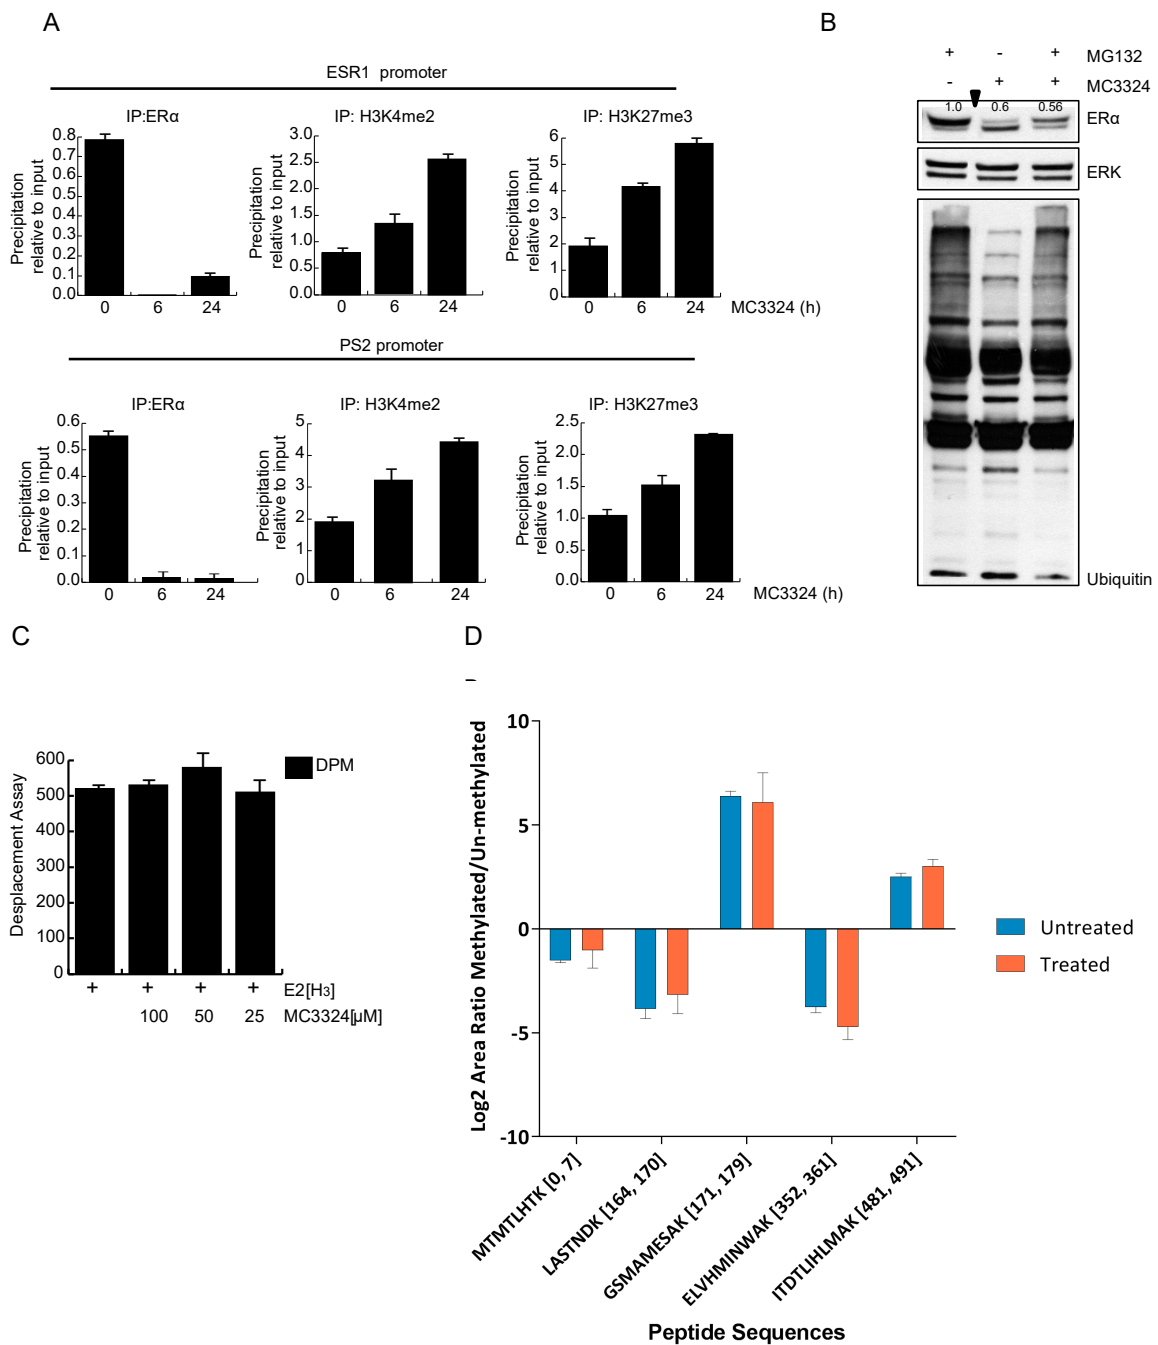 A
ESR1 promoter
IP:ERα
Precipitation
relative to input
0.8
0.7
0.6
0.5
0.4
0.3
0.2
0.1
0.0
0 6 24
IP: H3K4me2
Precipitation
relative to input
3.0
2.5
2.0
1.5
1.0
0.5
0.0
0 6 24
IP: H3K27me3
Precipitation
relative to input
6
5
4
3
2
1
0
0 6 24 MC3324 (h)
PS2 promoter
IP:ERα
Precipitation
relative to input
0.6
0.5
0.4
0.3
0.2
0.1
0.0
0 6 24
IP: H3K4me2
Precipitation
relative to input
5
4
3
2
1
0
0 6 24
IP: H3K27me3
Precipitation
relative to input
2.5
2.0
1.5
1.0
0.5
0.0
0 6 24 MC3324 (h)
B
+ - + MG132
- + + MC3324
1.0 0.6 0.56
ERα
ERK
Ubiquitin
C
Desplacement Assay
600
500
400
300
200
100
0
DPM
+ + + + E2[H3]
100 50 25 MC3324[µM]
D
Log2 Area Ratio Methylated/Un-methylated
10
5
0
-5
-10
Untreated
Treated
MTMTLHTK [0, 7]
LASTNDK [164, 170]
GSMAMESAK [171, 179]
ELVHMINWAK [352, 361]
ITDTLIHLMAK [481, 491]
Peptide Sequences